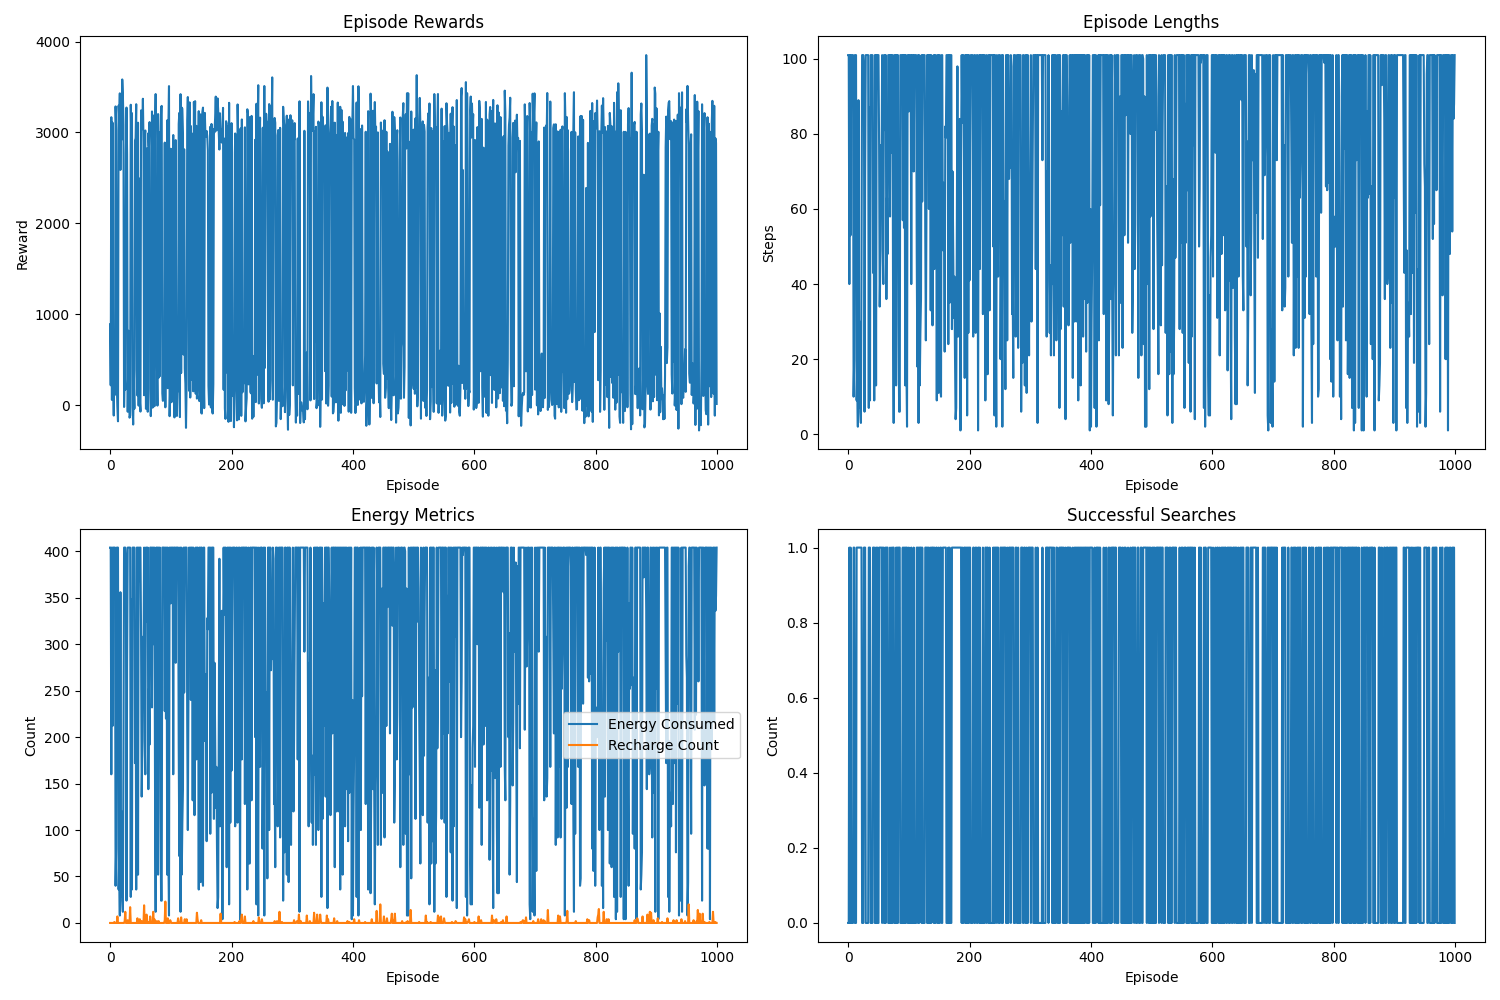 Episode Rewards
4000
3000
2000
1000
0
Reward
0 200 400 600 800 1000
Episode
Episode Lengths
100
80
60
40
20
0
Steps
0 200 400 600 800 1000
Episode
Energy Metrics
400
350
300
250
200
150
100
50
0
Count
Energy Consumed
Recharge Count
0 200 400 600 800 1000
Episode
Successful Searches
1.0
0.8
0.6
0.4
0.2
0.0
Count
0 200 400 600 800 1000
Episode